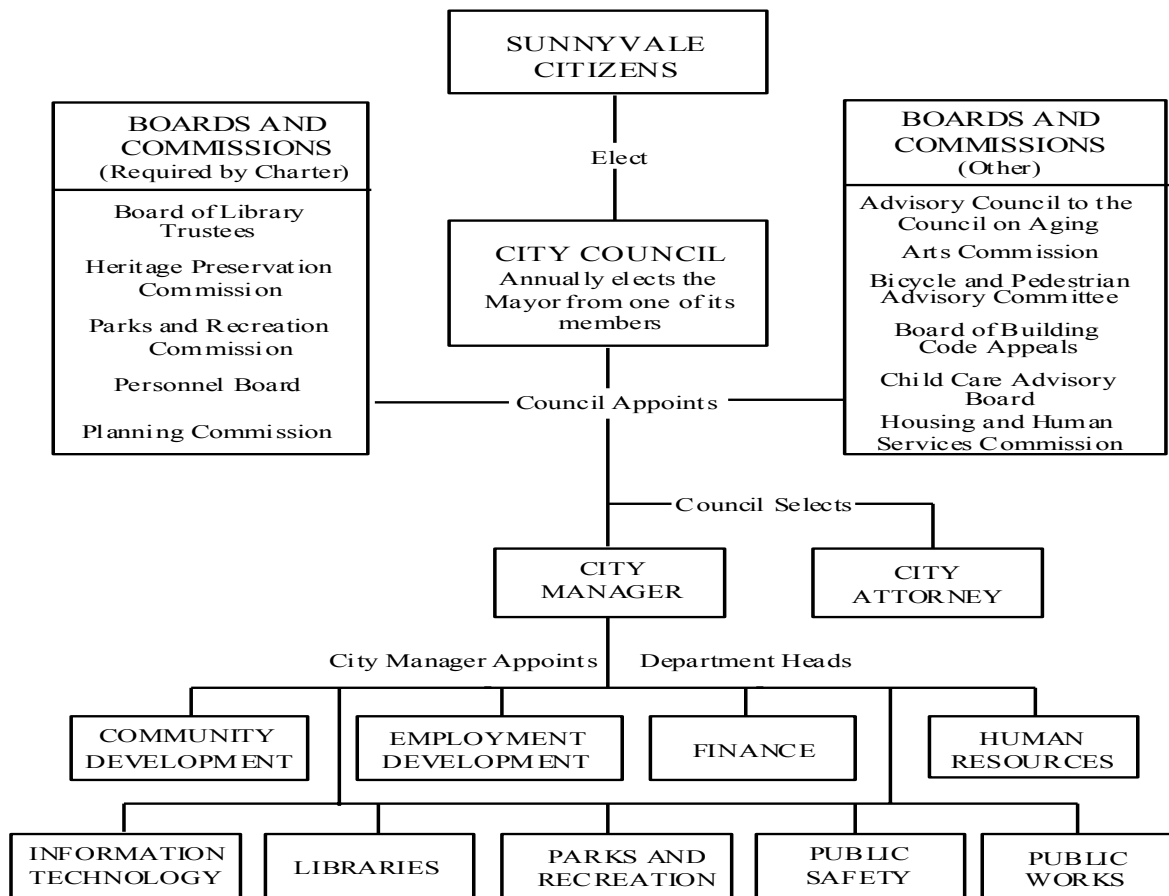 SUNNYVALE
CITIZENS
BOARDS AND
COMMISSIONS
(Required by Charter)
Board of Library
Trustees
Heritage Preservation
Commission
Parks and Recreation
Commission
Personnel Board
Planning Commission
Elect
CITY COUNCIL
Annually elects the
Mayor from one of its
members
BOARDS AND
COMMISSIONS
(Other)
Advisory Council to the
Council on Aging
Arts Commission
Bicycle and Pedestrian
Advisory Committee
Board of Building
Code Appeals
Child Care Advisory
Board
Housing and Human
Services Commission
Council Appoints
Council Selects
CITY
MANAGER
CITY
ATTORNEY
City Manager Appoints Department Heads
COMMUNITY
DEVELOPMENT
EMPLOYMENT
DEVELOPMENT
FINANCE
HUMAN
RESOURCES
INFORMATION
TECHNOLOGY
LIBRARIES
PARKS AND
RECREATION
PUBLIC
SAFETY
PUBLIC
WORKS